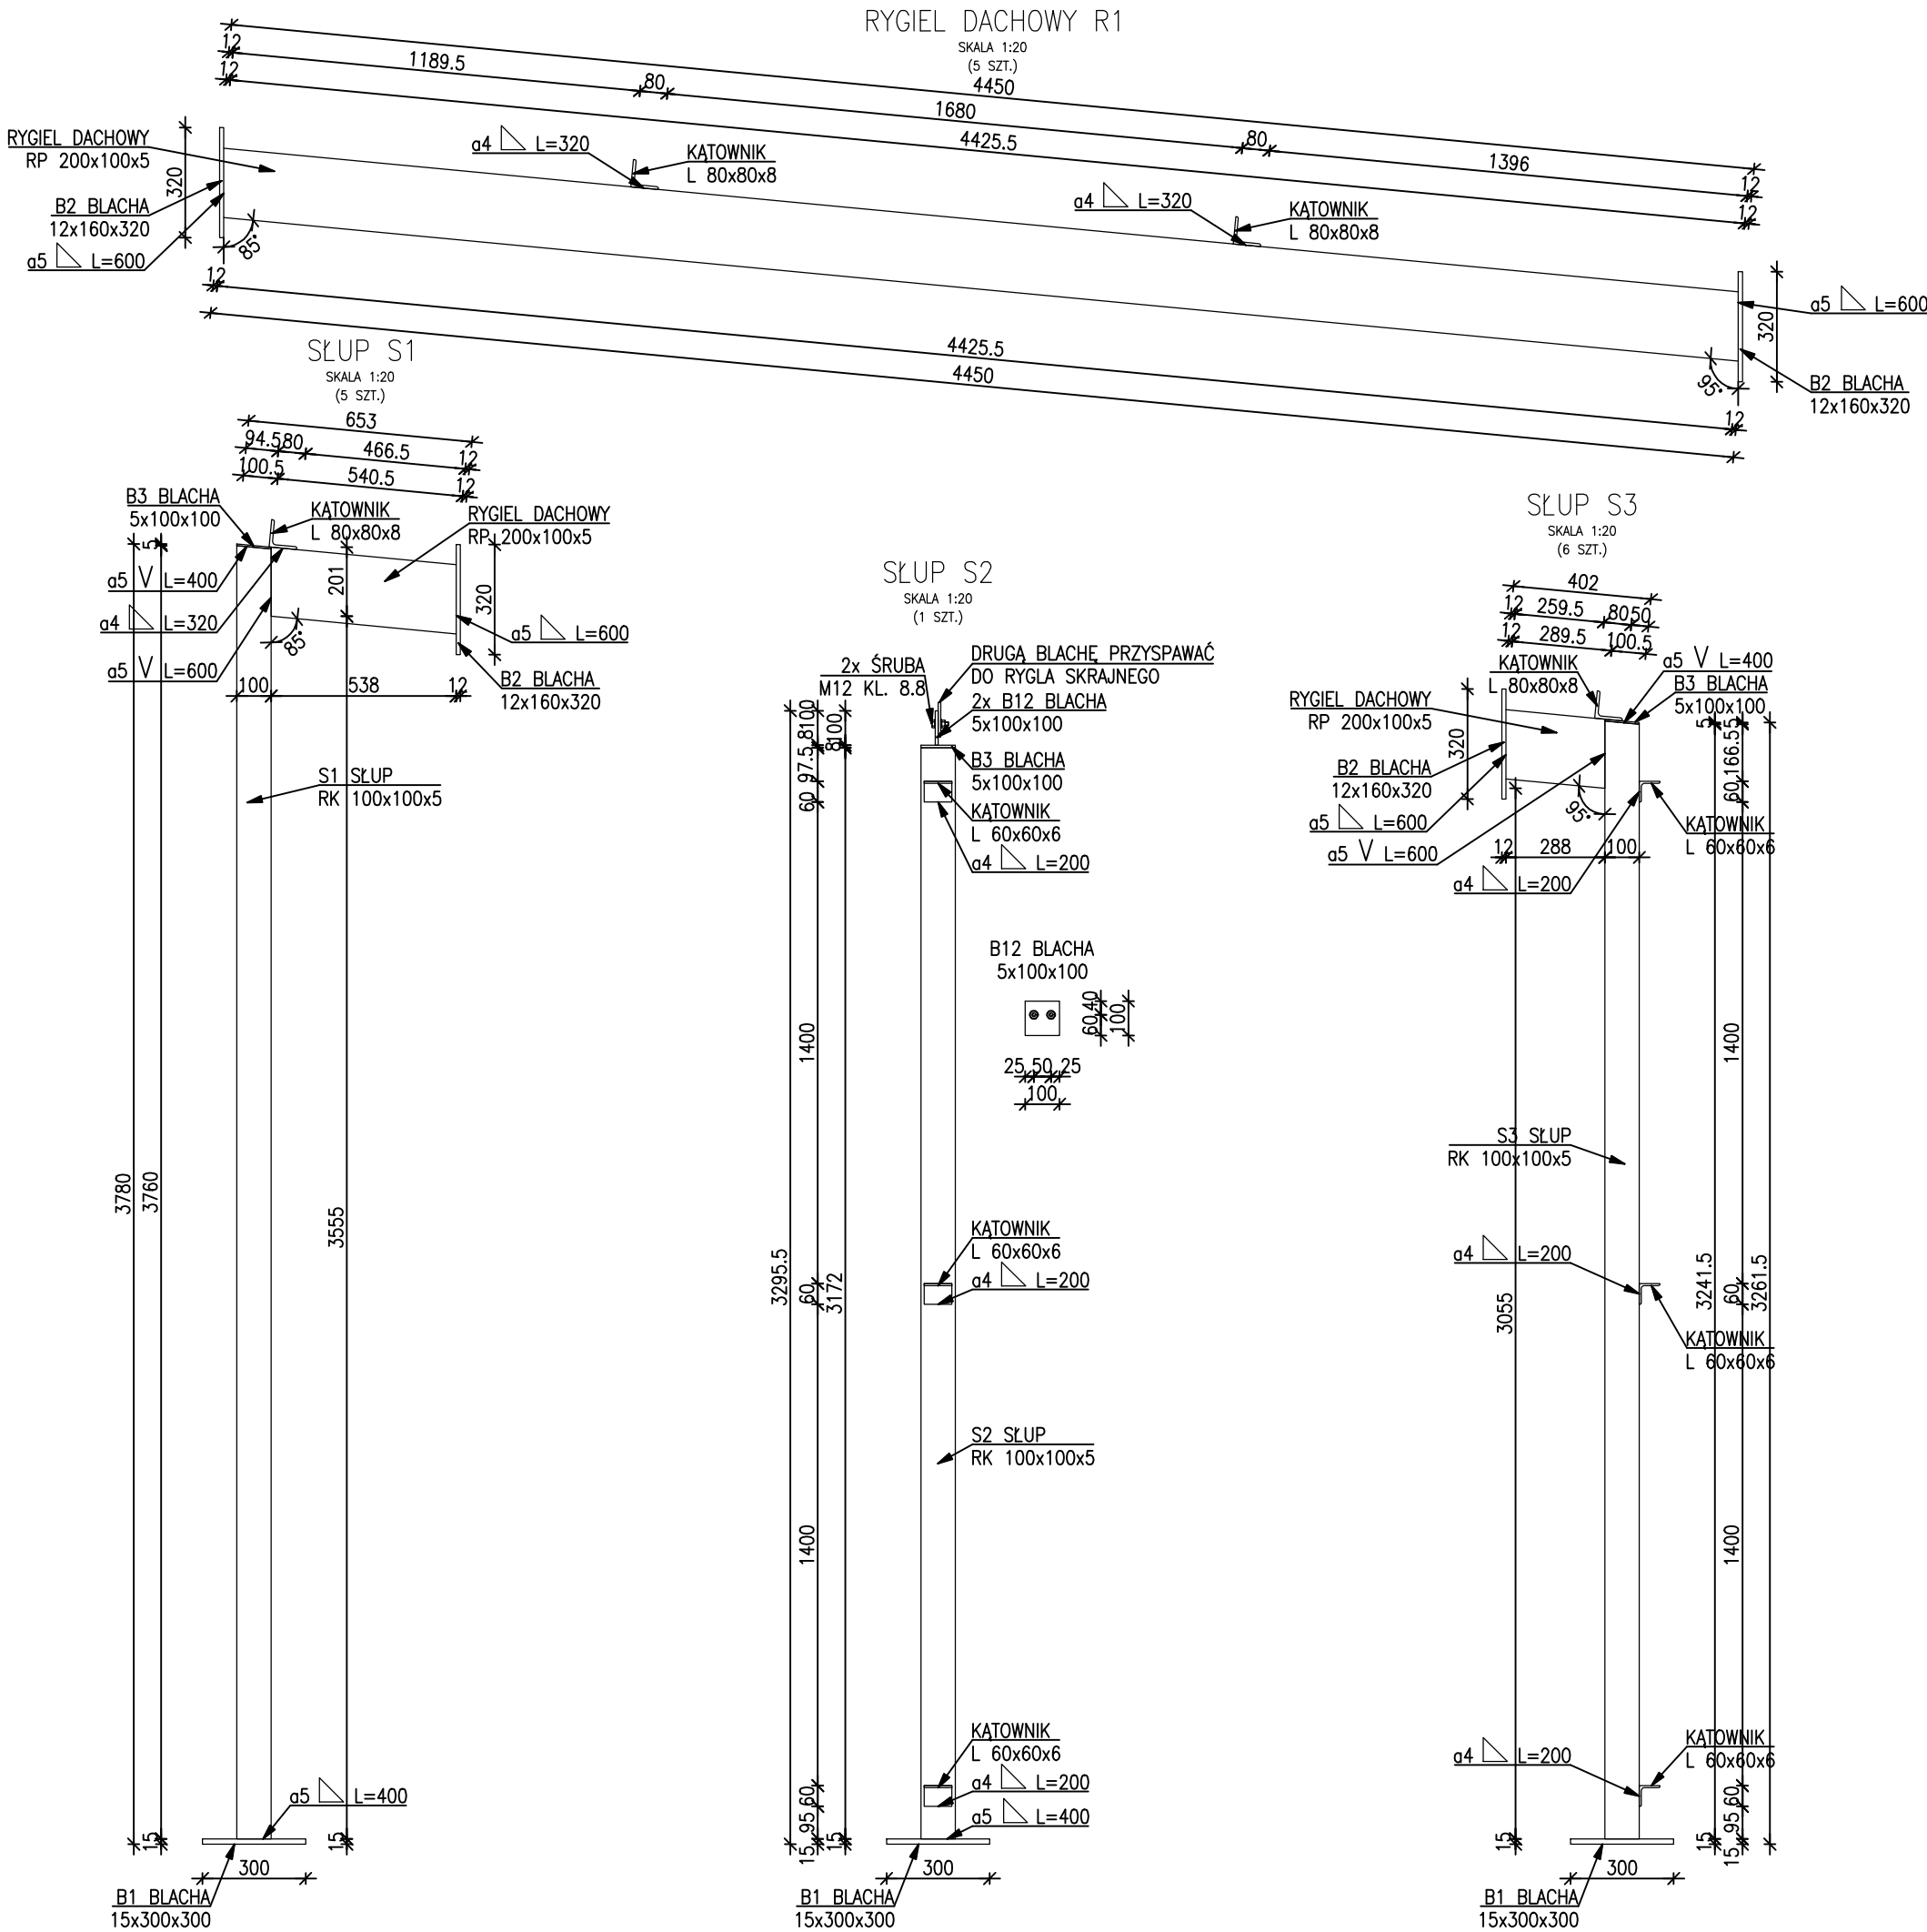 RYGIEL DACHOWY R1
SKALA 1:20
(5 SZT.)
4450
12
1189.5
80
1680
80
1396
12
12
4425.5
12
RYGIEL DACHOWY
RP 200x100x5
320
B2 BLACHA
12x160x320
a5 L=600
85°
a4 L=320
KĄTOWNIK
L 80x80x8
a4 L=320
KĄTOWNIK
L 80x80x8
320
a5 L=600
B2 BLACHA
12x160x320
95°
12
4425.5
12
4450
SŁUP S1
SKALA 1:20
(5 SZT.)
653
94.5
80
466.5
12
100.5
540.5
12
B3 BLACHA
5x100x100
KĄTOWNIK
L 80x80x8
RYGIEL DACHOWY
RP 200x100x5
5
201
320
a5 V L=400
a4 L=320
a5 V L=600
85°
a5 L=600
B2 BLACHA
12x160x320
100
538
12
S1 SŁUP
RK 100x100x5
3780
3760
3555
a5 L=400
15
15
300
B1 BLACHA
15x300x300
SŁUP S2
SKALA 1:20
(1 SZT.)
2x ŚRUBA
M12 KL. 8.8
DRUGĄ BLACHĘ PRZYSPAWAĆ
DO RYGLA SKRAJNEGO
2x B12 BLACHA
5x100x100
B3 BLACHA
5x100x100
KĄTOWNIK
L 60x60x6
a4 L=200
100
8
97.5
60
100
8
B12 BLACHA
5x100x100
40
60
100
25
50
25
100
1400
3295.5
60
3172
KĄTOWNIK
L 60x60x6
a4 L=200
S2 SŁUP
RK 100x100x5
1400
KĄTOWNIK
L 60x60x6
a4 L=200
a5 L=400
60
95
15
15
300
B1 BLACHA
15x300x300
SŁUP S3
SKALA 1:20
(6 SZT.)
402
12
259.5
80
50
12
289.5
100.5
KĄTOWNIK
L 80x80x8
a5 V L=400
B3 BLACHA
5x100x100
RYGIEL DACHOWY
RP 200x100x5
320
B2 BLACHA
12x160x320
a5 L=600
95°
a5 V L=600
12
288
100
a4 L=200
KĄTOWNIK
L 60x60x6
5
5
166.5
60
1400
S3 SŁUP
RK 100x100x5
a4 L=200
3055
3241.5
60
3261.5
KĄTOWNIK
L 60x60x6
1400
a4 L=200
KĄTOWNIK
L 60x60x6
60
95
15
15
15
300
B1 BLACHA
15x300x300